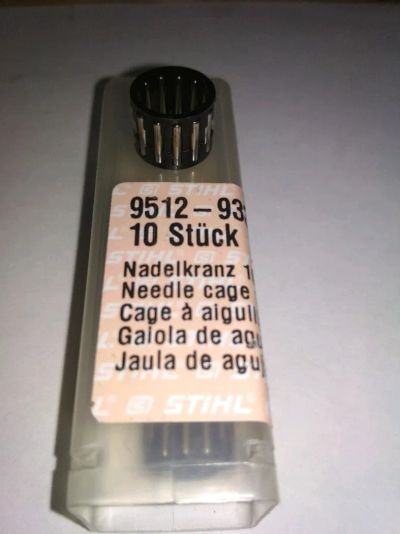 © STIHL
9512 – 93
10 Stück
Nadelkranz
Needle cage
Cage à
Gaiola de
Jaula de
© STIHL®